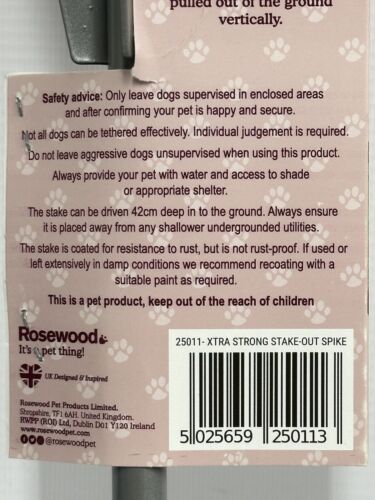 pulled out of the ground
vertically.
Safety advice: Only leave dogs supervised in enclosed areas
and after confirming your pet is happy and secure.
Not all dogs can be tethered effectively. Individual judgement is required.
Do not leave aggressive dogs unsupervised when using this product.
Always provide your pet with water and access to shade
or appropriate shelter.
The stake can be driven 42cm deep in to the ground. Always ensure
it is placed away from any shallower undergrounded utilities.
The stake is coated for resistance to rust, but is not rust-proof. If used or
left extensively in damp conditions we recommend recoating with a
suitable paint as required.
This is a pet product, keep out of the reach of children
Rosewood
It's a pet thing!
UK Designed & Inspired
25011- XTRA STRONG STAKE-OUT SPIKE
5 025659 250113
Rosewood Pet Products Limited.
Shropshire, TF1 6AH. United Kingdom.
RWPP (ROI) Ltd, Dublin D01 Y120 Ireland
www.rosewoodpet.com
@rosewoodpet